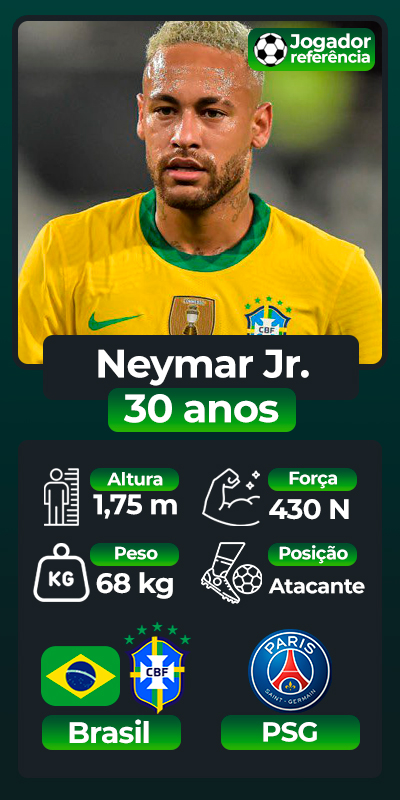 Jogador
referência
CBF
Neymar Jr.
30 anos
Altura
1,75 m
Força
430 N
KG
Peso
68 kg
Posição
Atacante
CBF
PARIS
SAINT-GERMAIN
Brasil
PSG